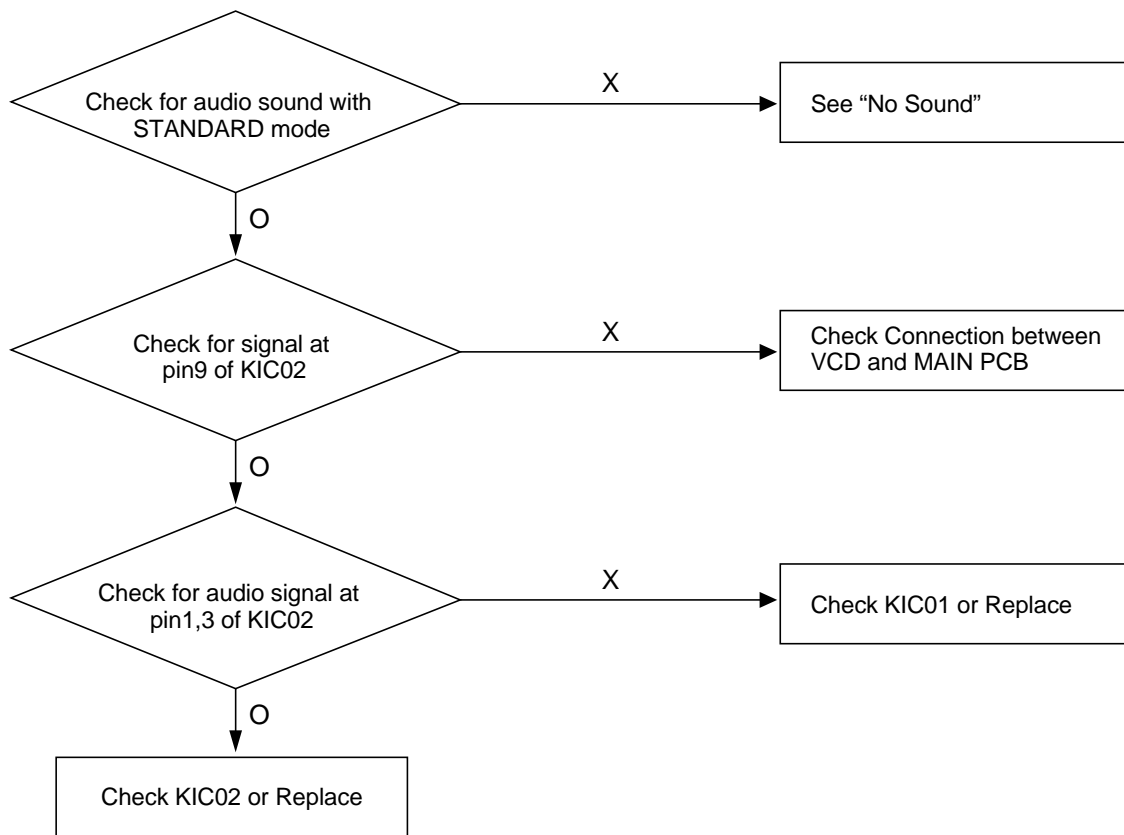 Check for audio sound with
STANDARD mode
X
See “No Sound”
O
Check for signal at
pin9 of KIC02
X
Check Connection between
VCD and MAIN PCB
O
Check for audio signal at
pin1,3 of KIC02
X
Check KIC01 or Replace
O
Check KIC02 or Replace